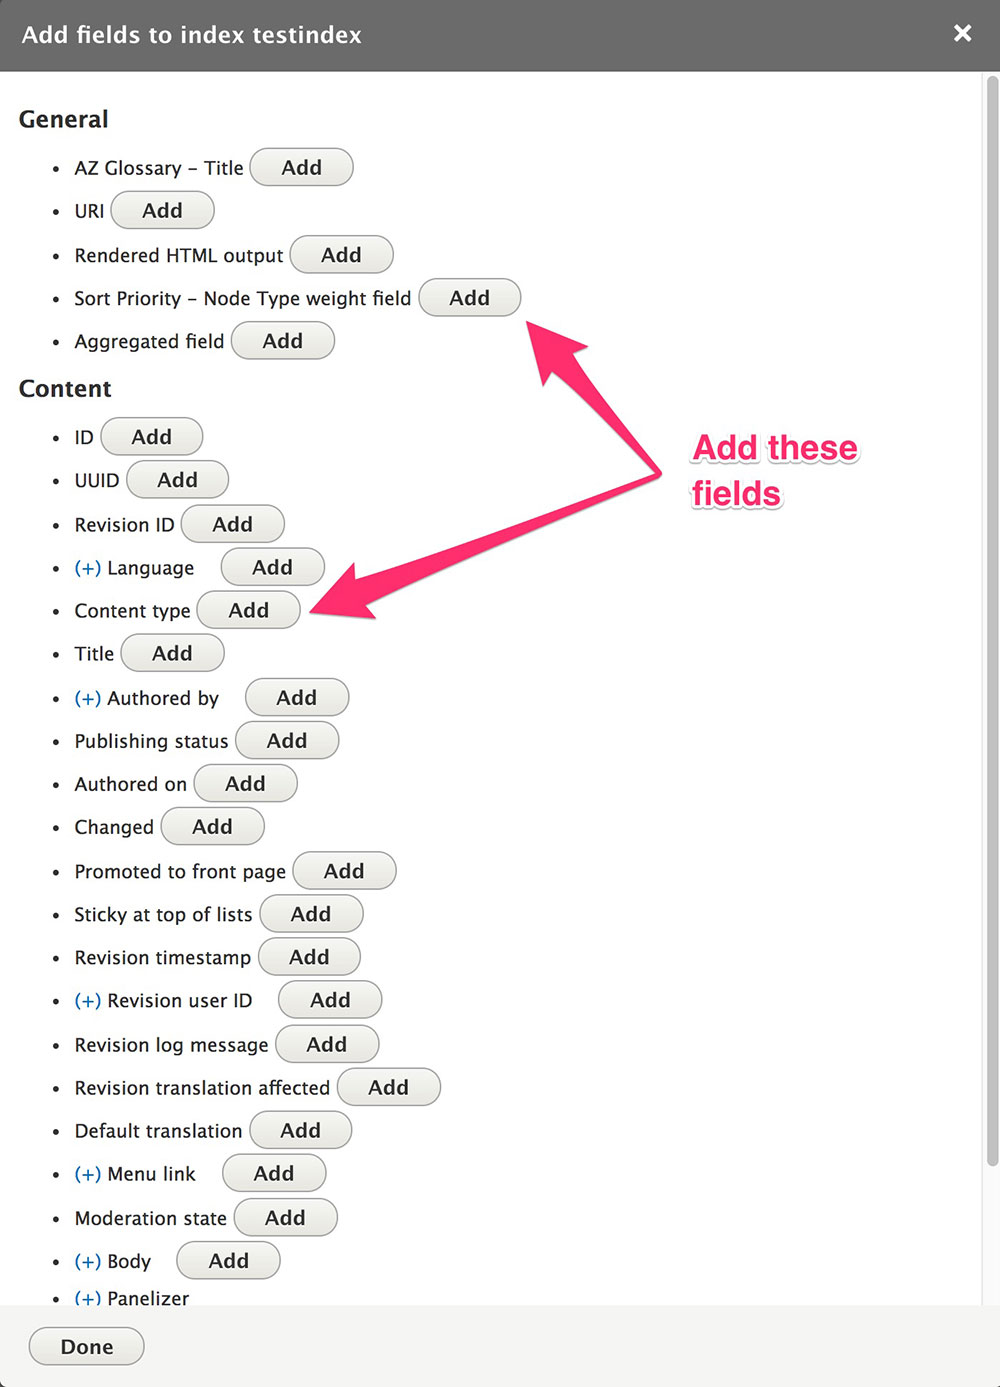 Add fields to index testindex ×
General
AZ Glossary – Title Add
URI Add
Rendered HTML output Add
Sort Priority – Node Type weight field Add
Aggregated field Add
Content
ID Add
UUID Add
Add these
fields
Revision ID Add
(+) Language Add
Content type Add
Title Add
(+) Authored by Add
Publishing status Add
Authored on Add
Changed Add
Promoted to front page Add
Sticky at top of lists Add
Revision timestamp Add
(+) Revision user ID Add
Revision log message Add
Revision translation affected Add
Default translation Add
(+) Menu link Add
Moderation state Add
(+) Body Add
(+) Panelizer
Done